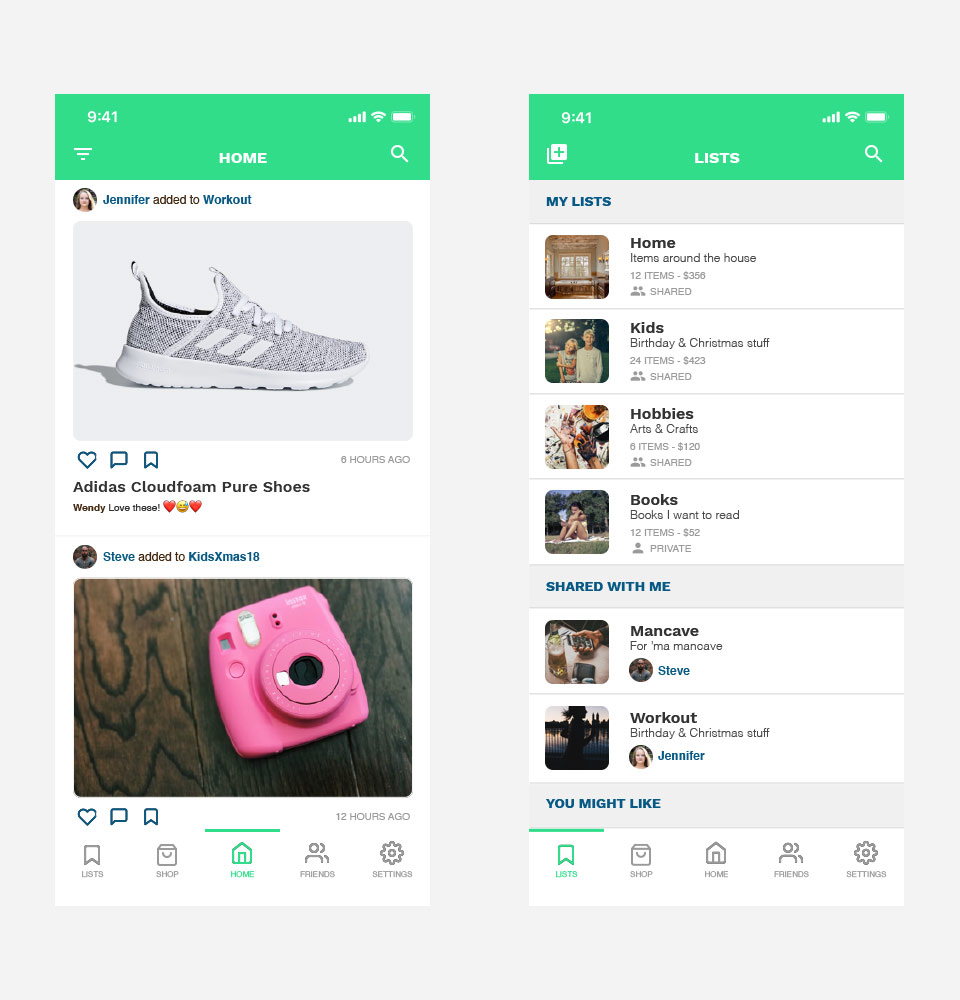 9:41
HOME
Jennifer added to Workout
6 HOURS AGO
Adidas Cloudfoam Pure Shoes
Wendy Love these! ❤️😅❤️
Steve added to KidsXmas18
12 HOURS AGO
LISTS
SHOP
HOME
FRIENDS
SETTINGS
9:41
LISTS
MY LISTS
Home
Items around the house
12 ITEMS - $356
SHARED
Kids
Birthday & Christmas stuff
24 ITEMS - $423
SHARED
Hobbies
Arts & Crafts
6 ITEMS - $120
SHARED
Books
Books I want to read
12 ITEMS - $52
PRIVATE
SHARED WITH ME
Mancave
For 'ma mancave
Steve
Workout
Birthday & Christmas stuff
Jennifer
YOU MIGHT LIKE
LISTS
SHOP
HOME
FRIENDS
SETTINGS